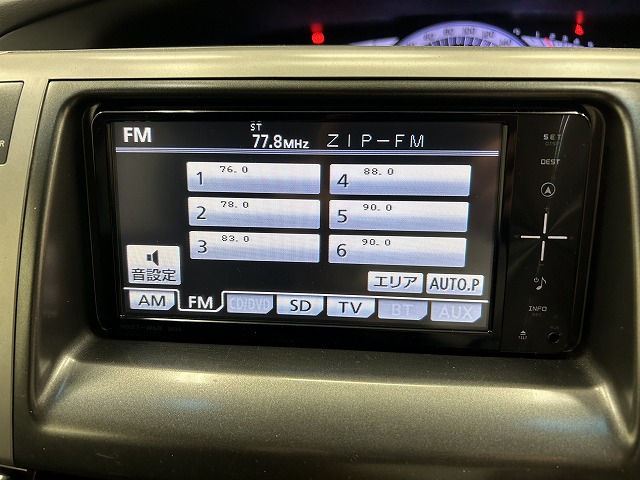 FM ST 77.8MHz ZIP-FM
1 76.0
4 88.0
2 78.0
5 90.0
3 83.0
6 90.0
音設定
エリア AUTO.P
AM FM CD/DVD SD TV BT AUX
SET
DEST
INFO
TILT